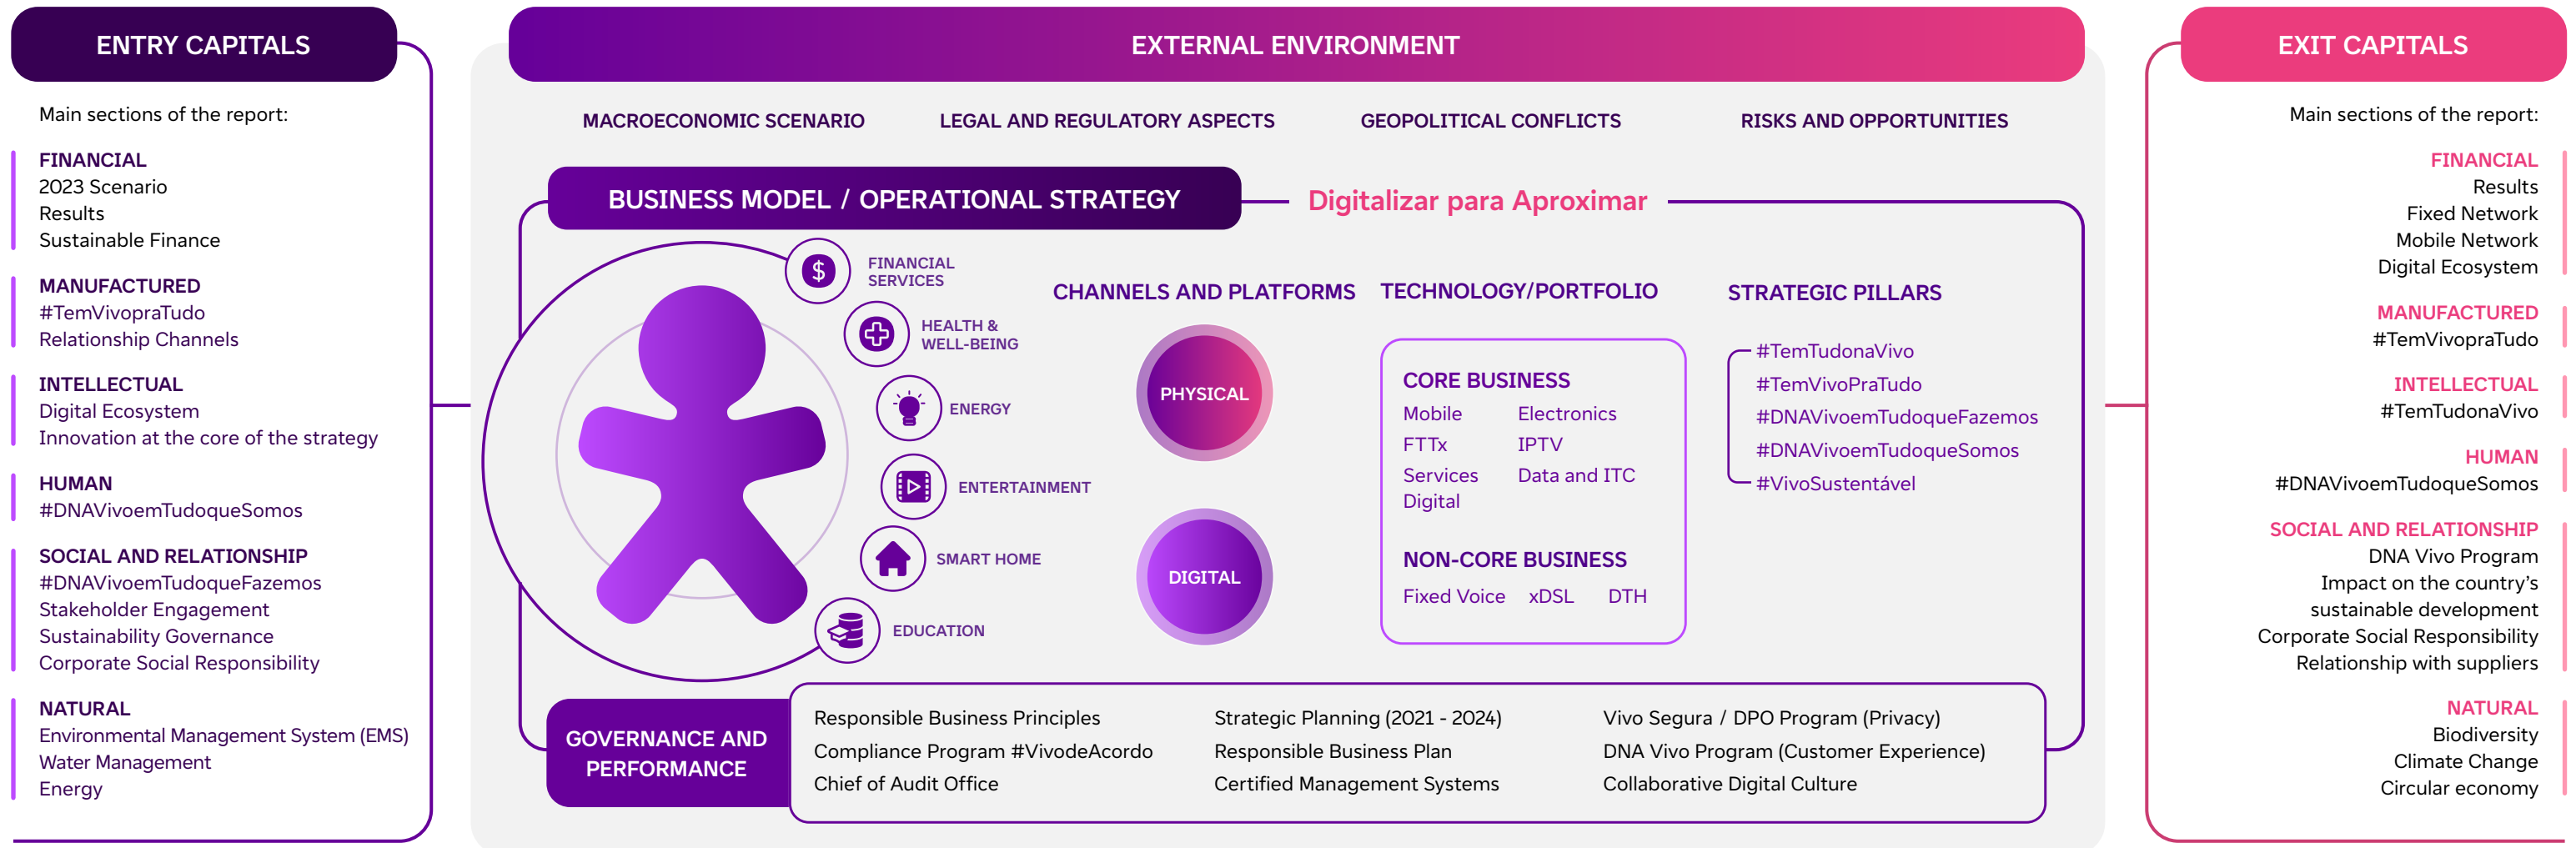 ENTRY CAPITALS
Main sections of the report:
FINANCIAL
2023 Scenario
Results
Sustainable Finance
MANUFACTURED
#TemVivopraTudo
Relationship Channels
INTELLECTUAL
Digital Ecosystem
Innovation at the core of the strategy
HUMAN
#DNAVivoemTudoqueSomos
SOCIAL AND RELATIONSHIP
#DNAVivoemTudoqueFazemos
Stakeholder Engagement
Sustainability Governance
Corporate Social Responsibility
NATURAL
Environmental Management System (EMS)
Water Management
Energy
EXTERNAL ENVIRONMENT
MACROECONOMIC SCENARIO
LEGAL AND REGULATORY ASPECTS
GEOPOLITICAL CONFLICTS
RISKS AND OPPORTUNITIES
BUSINESS MODEL / OPERATIONAL STRATEGY
Digitalizar para Aproximar
$
FINANCIAL
SERVICES
HEALTH &
WELL-BEING
ENERGY
ENTERTAINMENT
SMART HOME
EDUCATION
CHANNELS AND PLATFORMS
PHYSICAL
DIGITAL
TECHNOLOGY/PORTFOLIO
CORE BUSINESS
Mobile
Electronics
FTTx
IPTV
Services
Digital
Data and ITC
NON-CORE BUSINESS
Fixed Voice
xDSL
DTH
STRATEGIC PILLARS
#TemTudonaVivo
#TemVivoPraTudo
#DNAVivoemTudoqueFazemos
#DNAVivoemTudoqueSomos
#VivoSustentável
GOVERNANCE AND
PERFORMANCE
Responsible Business Principles
Compliance Program #VivodeAcordo
Chief of Audit Office
Strategic Planning (2021 - 2024)
Responsible Business Plan
Certified Management Systems
Vivo Segura / DPO Program (Privacy)
DNA Vivo Program (Customer Experience)
Collaborative Digital Culture
EXIT CAPITALS
Main sections of the report:
FINANCIAL
Results
Fixed Network
Mobile Network
Digital Ecosystem
MANUFACTURED
#TemVivopraTudo
INTELLECTUAL
#TemTudonaVivo
HUMAN
#DNAVivoemTudoqueSomos
SOCIAL AND RELATIONSHIP
DNA Vivo Program
Impact on the country's
sustainable development
Corporate Social Responsibility
Relationship with suppliers
NATURAL
Biodiversity
Climate Change
Circular economy